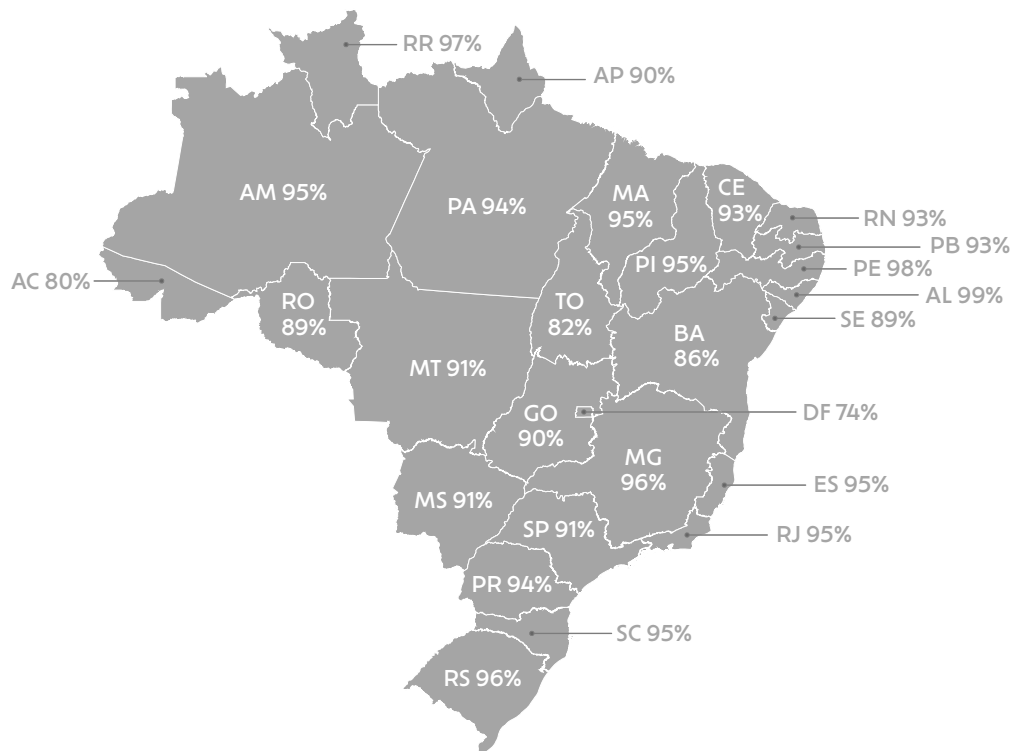 RR 97%
AP 90%
AM 95%
PA 94%
MA
95%
CE
93%
RN 93%
PB 93%
PI 95%
PE 98%
AC 80%
AL 99%
RO
89%
TO
82%
SE 89%
BA
86%
MT 91%
DF 74%
GO
90%
MG
96%
ES 95%
MS 91%
SP 91%
RJ 95%
PR 94%
SC 95%
RS 96%